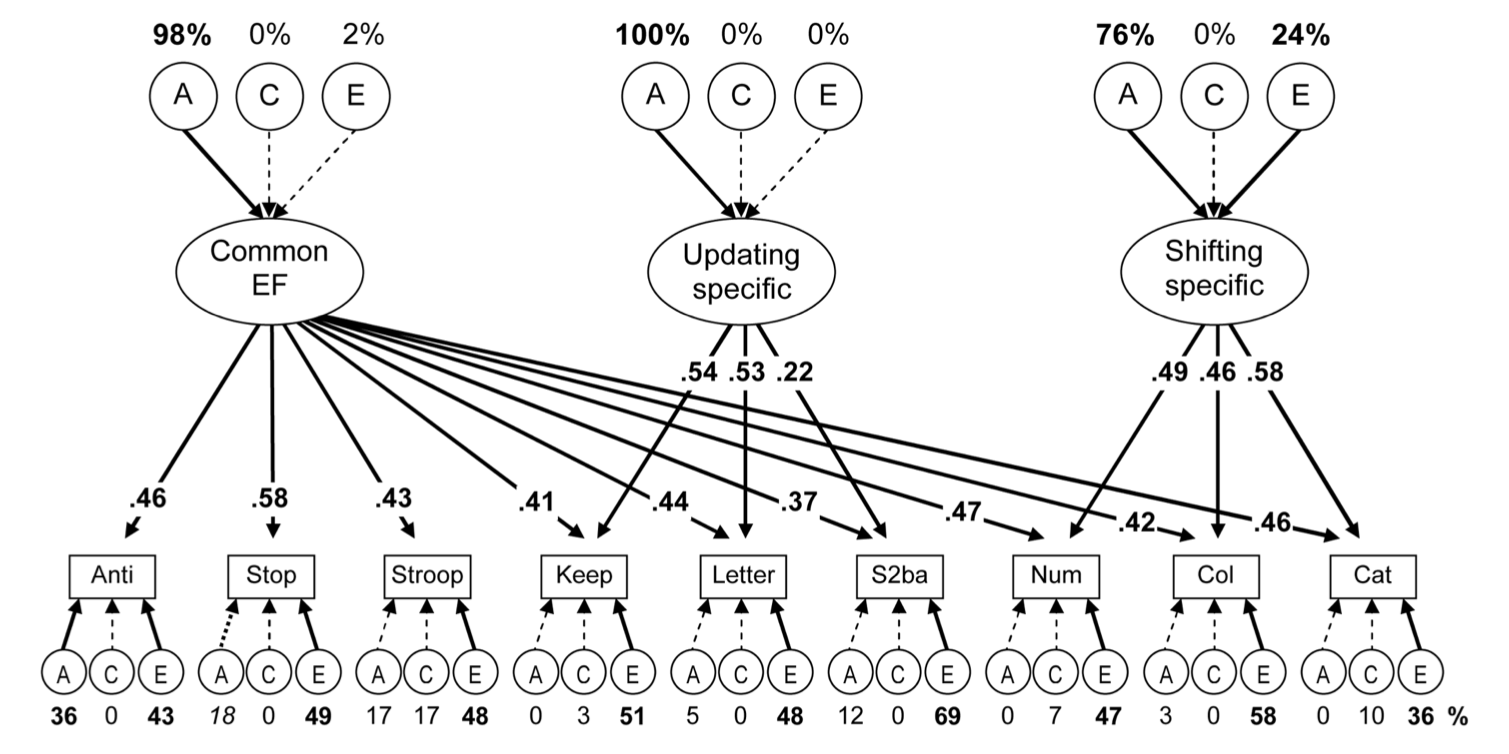 98% 0% 2% 100% 0% 0% 76% 0% 24%
A C E A C E A C E
Common EF
Updating specific
Shifting specific
.54 .53 .22 .49 .46 .58
.46 .58 .43 .41 .44 .37 .47 .42 .46
Anti Stop Stroop Keep Letter S2ba Num Col Cat
A C E A C E A C E A C E A C E A C E A C E A C E A C E
36 0 43 18 0 49 17 17 48 0 3 51 5 0 48 12 0 69 0 7 47 3 0 58 0 10 36 %